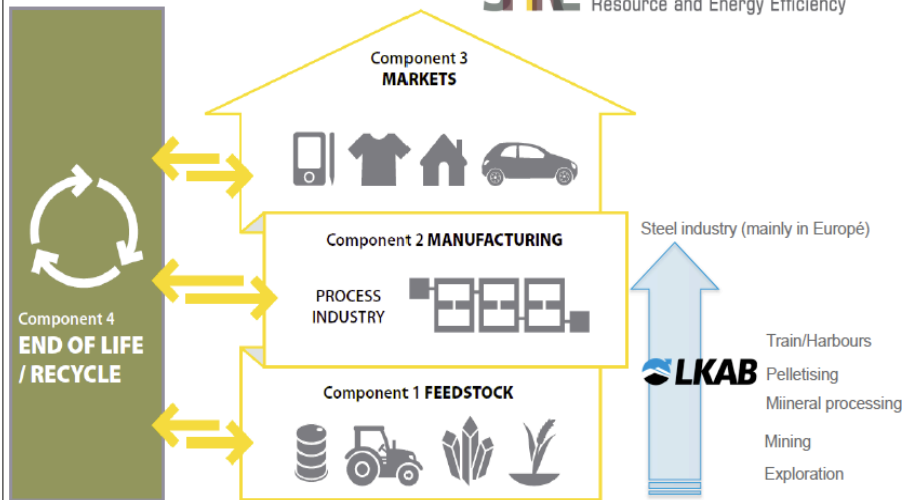 Resource and Energy Efficiency
Component 3
MARKETS
Component 2 MANUFACTURING
PROCESS
INDUSTRY
Component 1 FEEDSTOCK
Component 4
END OF LIFE
/ RECYCLE
Steel industry (mainly in Europé. )
LKAB
Train/Harbours
Pelletising
Miineral processing
Mining
Exploration